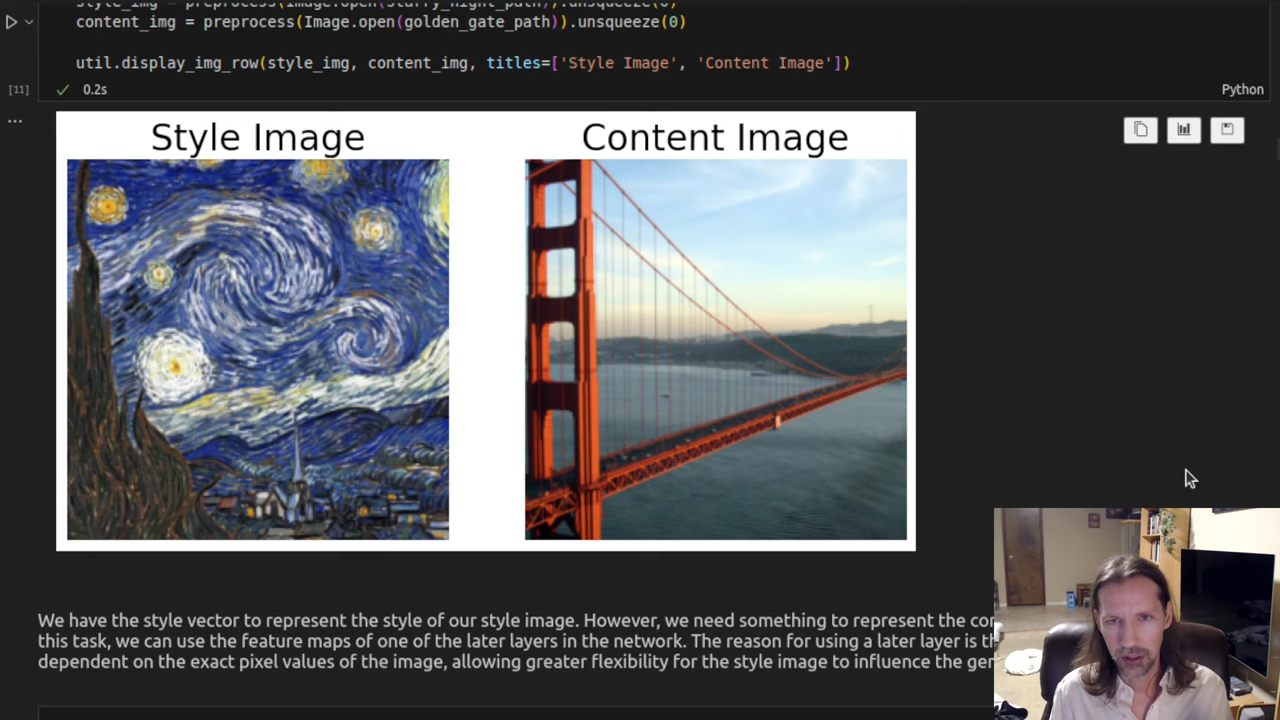 content_img = preprocess(Image.open(golden_gate_path)).unsqueeze(0)
util.display_img_row(style_img, content_img, titles=['Style Image', 'Content Image'])
[11]
0.2s
Python
...
Style Image
Content Image
We have the style vector to represent the style of our style image. However, we need something to represent the
this task, we can use the feature maps of one of the later layers in the network. The reason for using a later layer is
dependent on the exact pixel values of the image, allowing greater flexibility for the style image to influence the